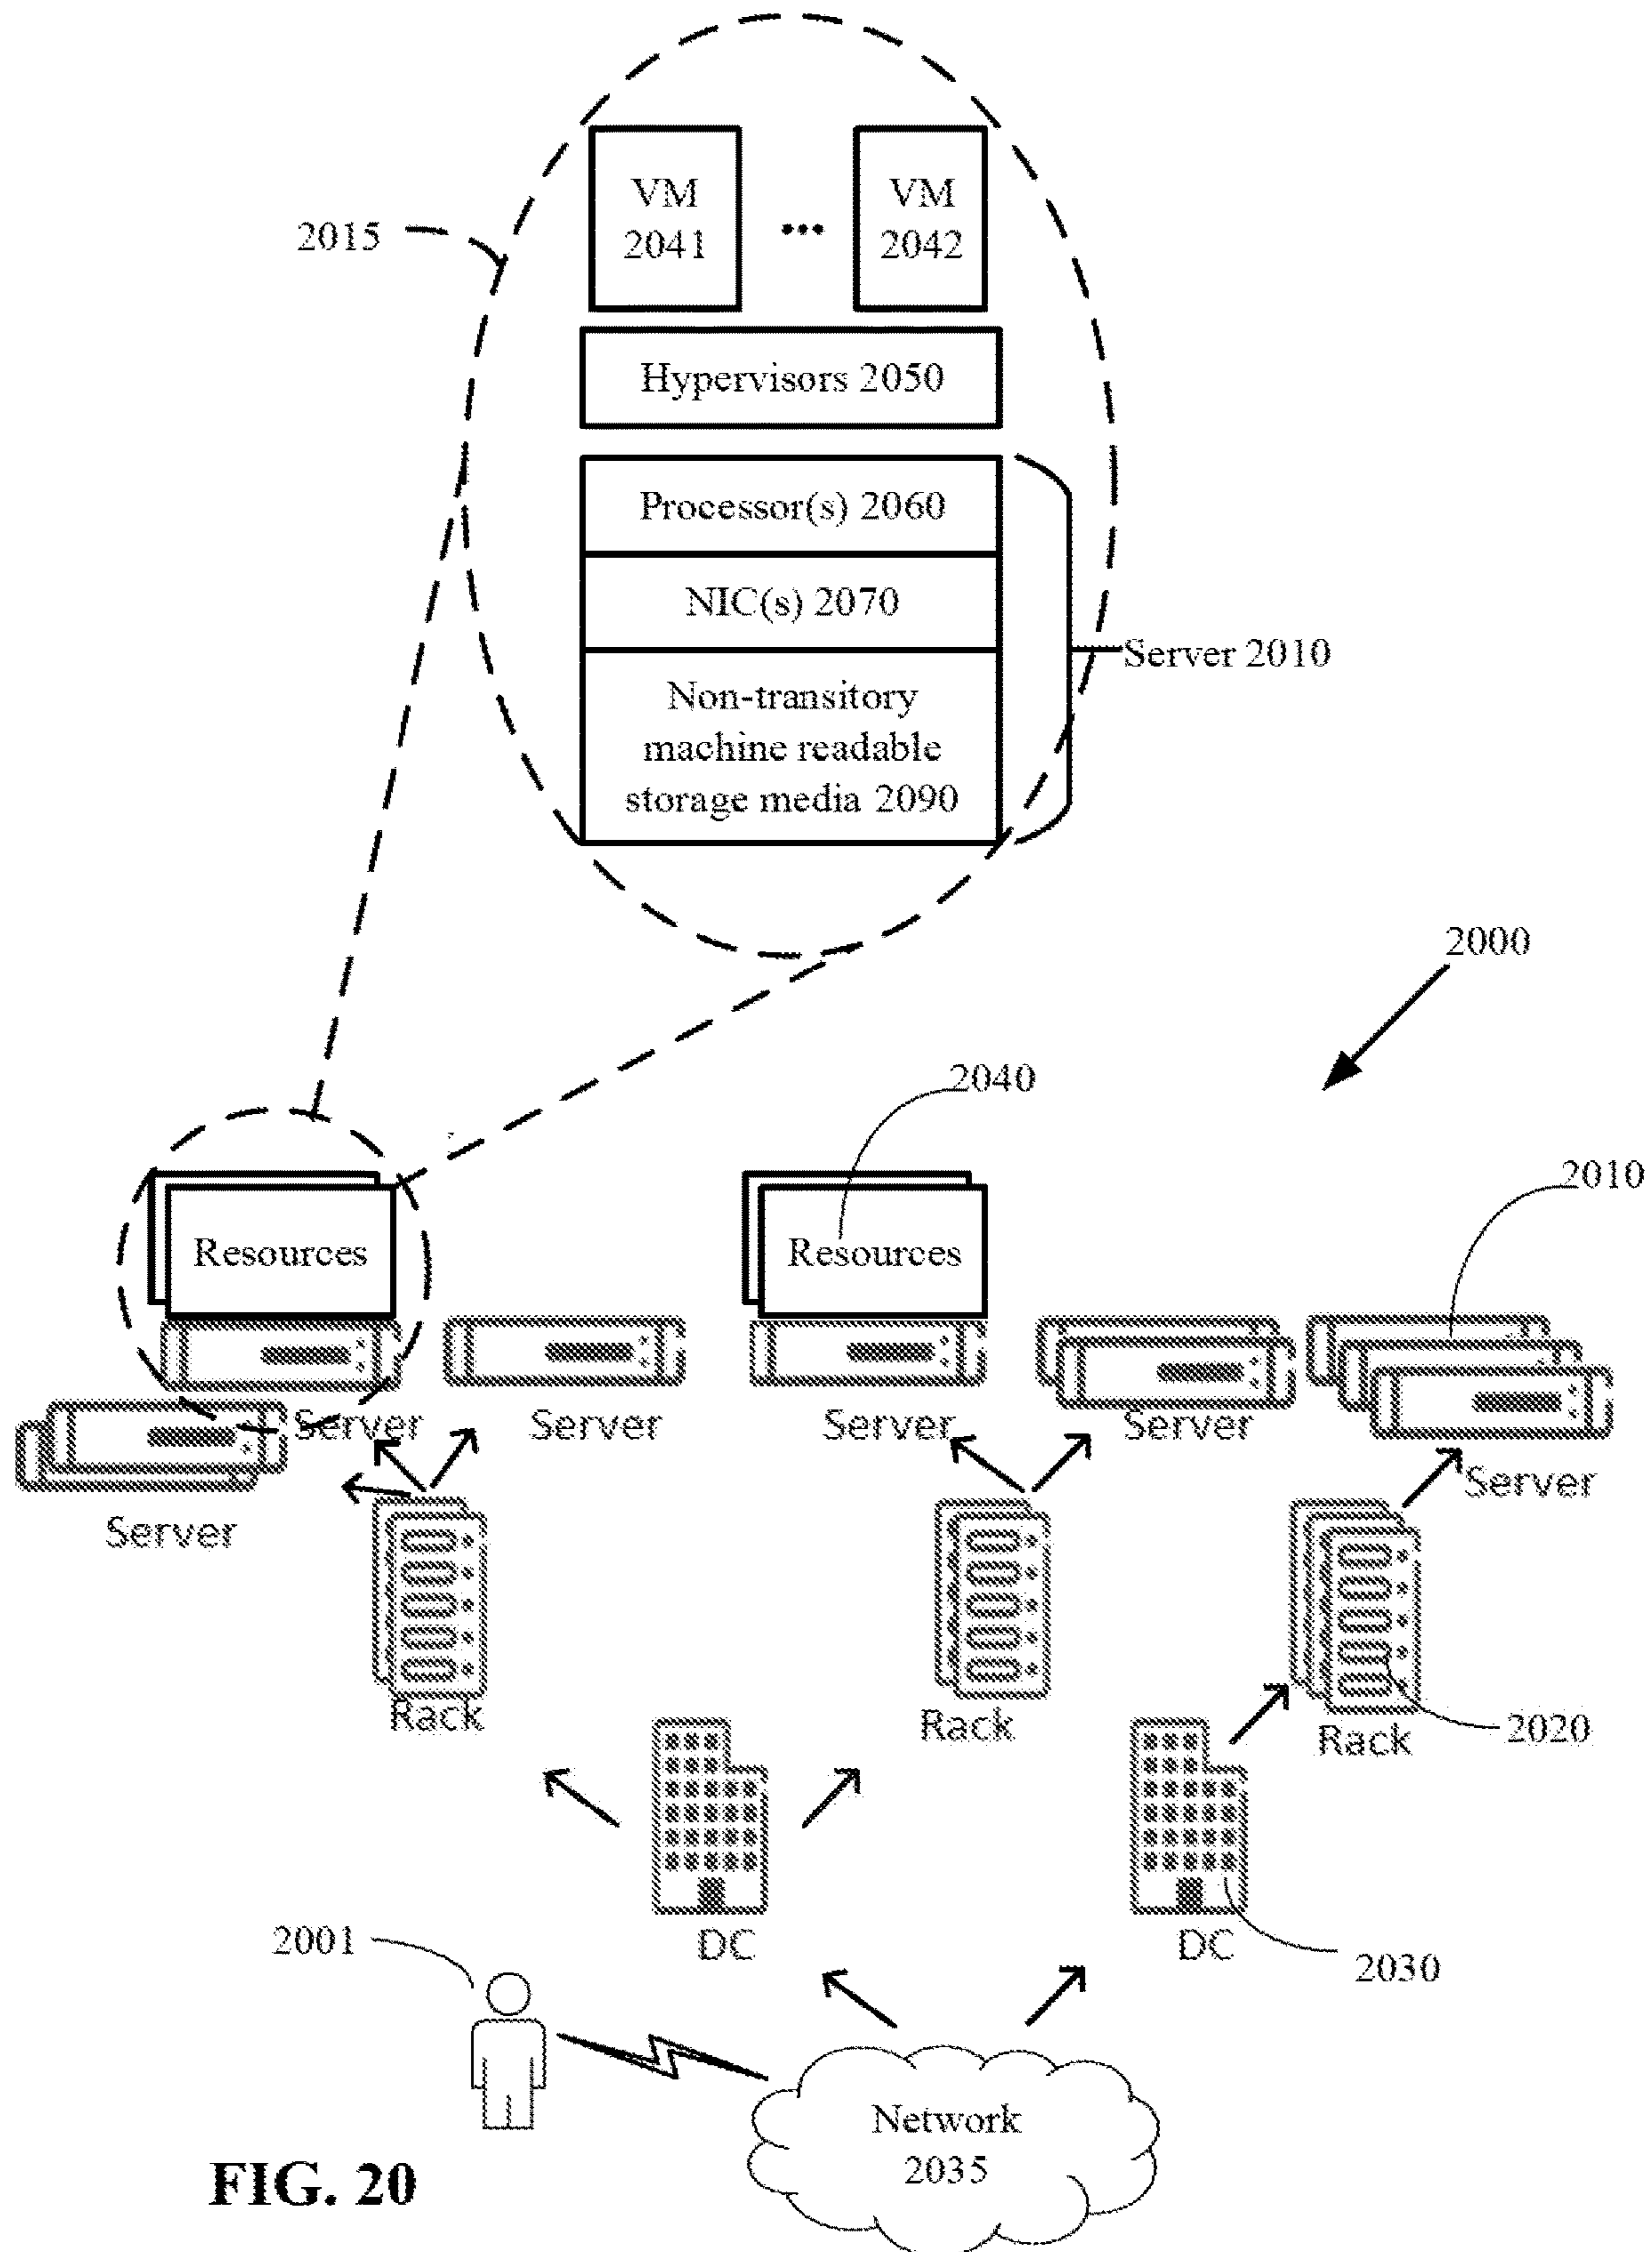 VM
2041
...
VM
2042
2015
Hypervisors 2050
Processor(s) 2060
NIC(s) 2070
Server 2010
Non-transitory
machine readable
storage media 2090
2000
2040
2010
Resources
Resources
Server
Server
Server
Server
Server
Server
Rack
Rack
Rack
2020
DC
DC
2030
2001
Network
2035
FIG. 20